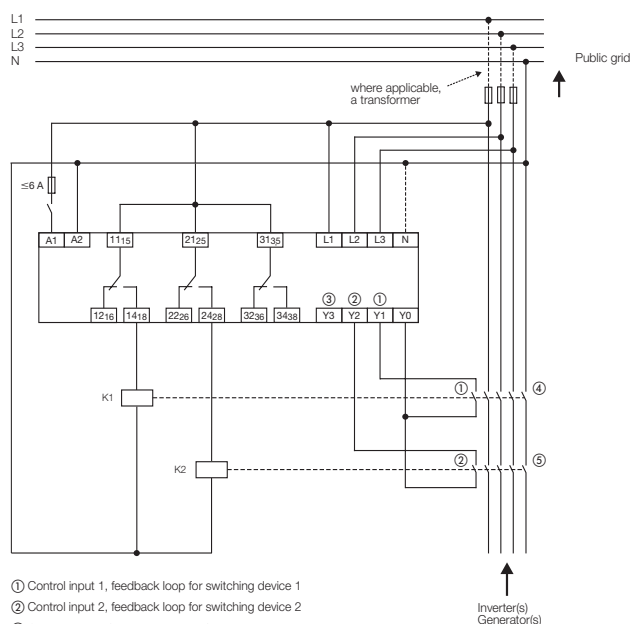 L1
L2
L3
N
Public grid
where applicable,
a transformer
≤6 A
A1 A2 1115 2125 3135 L1 L2 L3 N
③ ② ①
1216 1418 2226 2428 3236 3438 Y3 Y2 Y1 Y0
K1 ① ④
K2 ② ⑤
① Control input 1, feedback loop for switching device 1
② Control input 2, feedback loop for switching device 2
Inverter(s)
Generator(s)